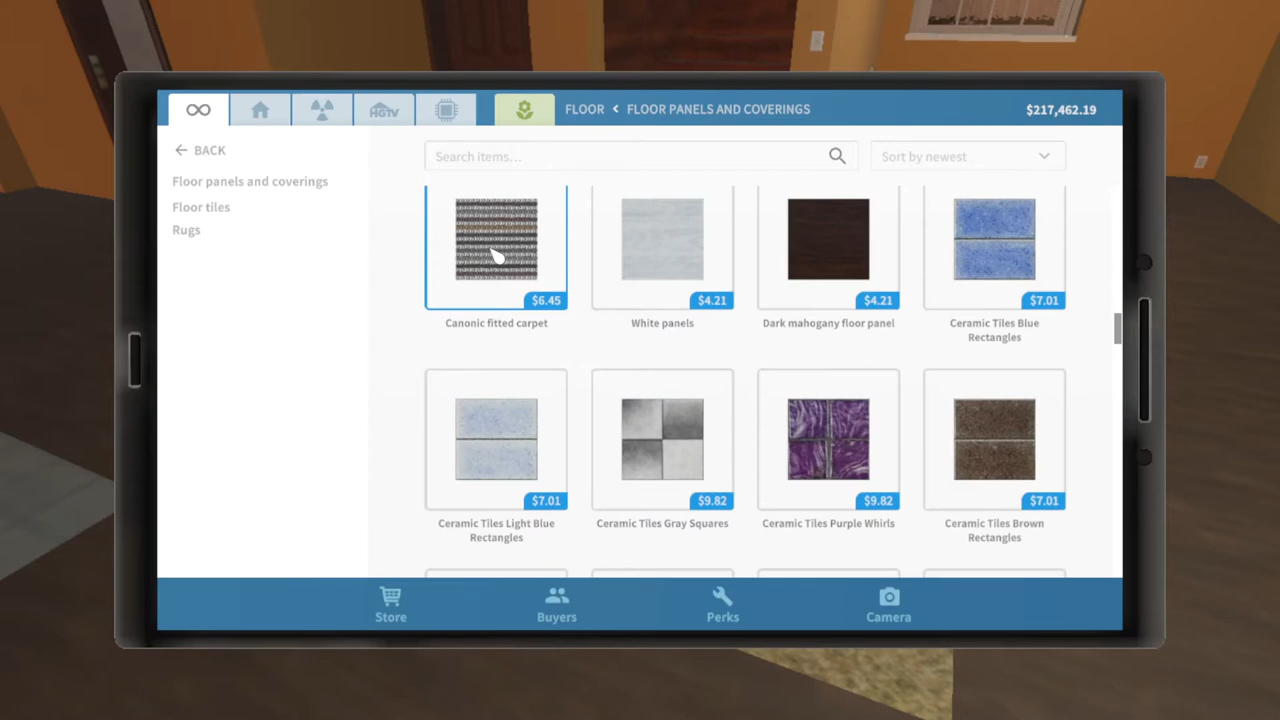 HGTV
FLOOR < FLOOR PANELS AND COVERINGS
$217,462.19
BACK
Floor panels and coverings
Floor tiles
Rugs
Search items...
Sort by newest
$6.45
$4.21
$4.21
$7.01
Canonic fitted carpet
White panels
Dark mahogany floor panel
Ceramic Tiles Blue
Rectangles
$7.01
$9.82
$9.82
$7.01
Ceramic Tiles Light Blue
Rectangles
Ceramic Tiles Gray Squares
Ceramic Tiles Purple Whirls
Ceramic Tiles Brown
Rectangles
Store
Buyers
Perks
Camera